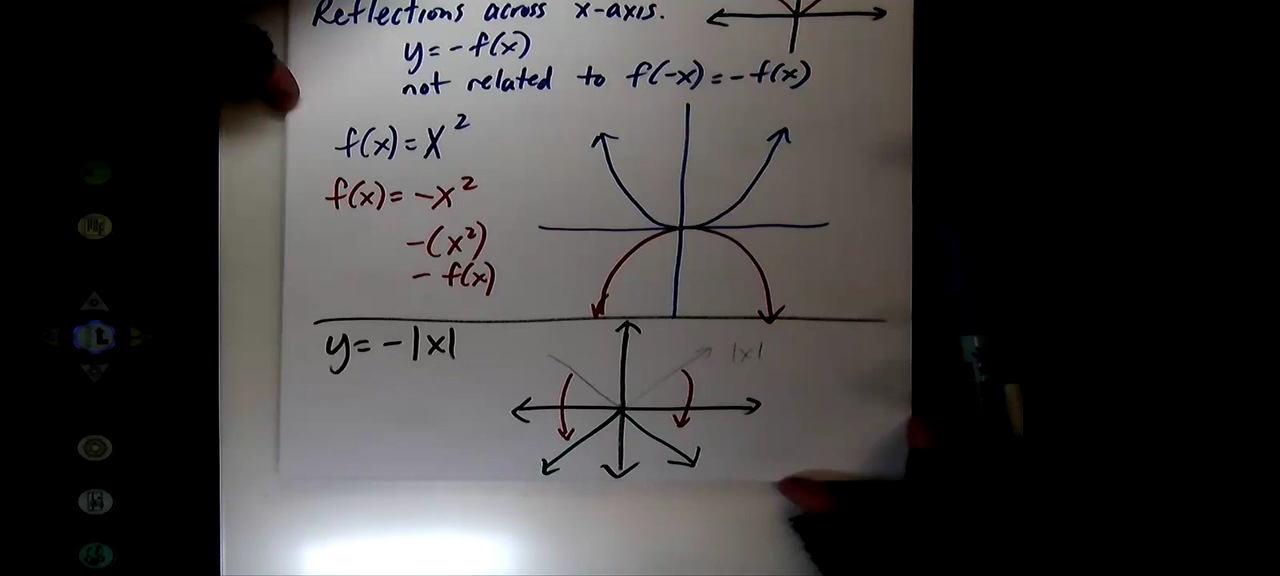 Reflections across x-axis.
y=-f(x)
not related to f(-x)=-f(x)
f(x)=x²
f(x)=-x²
-(x²)
-f(x)
y=-|x|
|x|